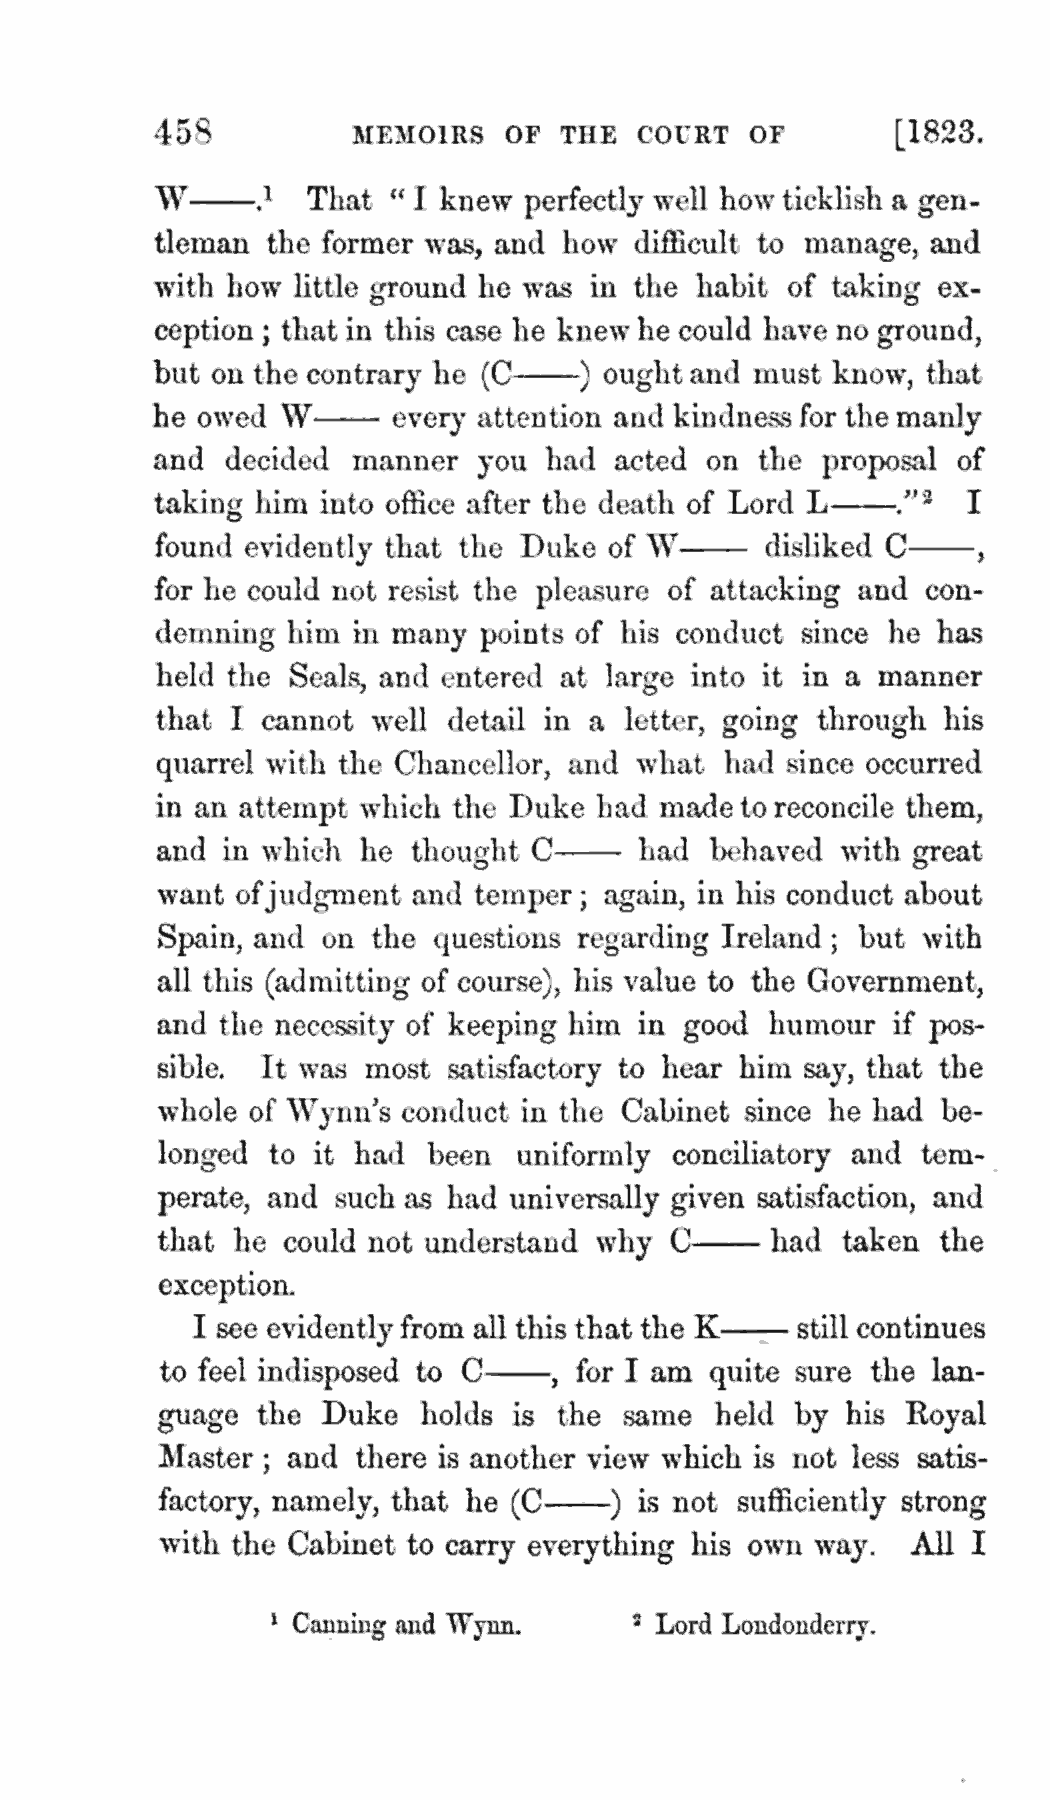 458 MEMOIRS OF THE COURT OF [1823.
W——.¹ That “I knew perfectly well how ticklish a gen-
tleman the former was, and how difficult to manage, and
with how little ground he was in the habit of taking ex-
ception ; that in this case he knew he could have no ground,
but on the contrary he (C——) ought and must know, that
he owed W—— every attention and kindness for the manly
and decided manner you had acted on the proposal of
taking him into office after the death of Lord L——.”² I
found evidently that the Duke of W—— disliked C——,
for he could not resist the pleasure of attacking and con-
demning him in many points of his conduct since he has
held the Seals, and entered at large into it in a manner
that I cannot well detail in a letter, going through his
quarrel with the Chancellor, and what had since occurred
in an attempt which the Duke had made to reconcile them,
and in which he thought C—— had behaved with great
want of judgment and temper ; again, in his conduct about
Spain, and on the questions regarding Ireland ; but with
all this (admitting of course), his value to the Government,
and the necessity of keeping him in good humour if pos-
sible. It was most satisfactory to hear him say, that the
whole of Wynn’s conduct in the Cabinet since he had be-
longed to it had been uniformly conciliatory and tem-
perate, and such as had universally given satisfaction, and
that he could not understand why C—— had taken the
exception.
I see evidently from all this that the K—— still continues
to feel indisposed to C——, for I am quite sure the lan-
guage the Duke holds is the same held by his Royal
Master ; and there is another view which is not less satis-
factory, namely, that he (C——) is not sufficiently strong
with the Cabinet to carry everything his own way. All I
¹ Canning and Wynn. ² Lord Londonderry.